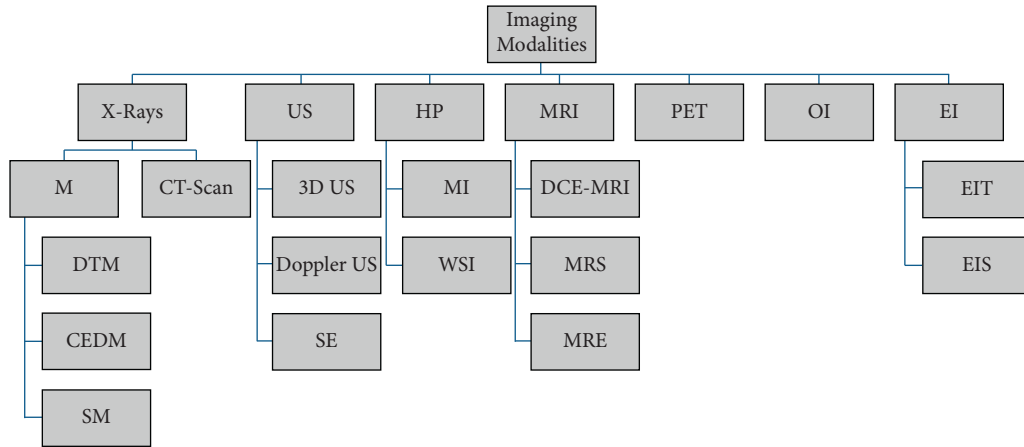 Imaging
Modalities
X-Rays
US
HP
MRI
PET
OI
EI
M
CT-Scan
3D US
MI
DCE-MRI
EIT
DTM
Doppler US
WSI
MRS
EIS
CEDM
SE
MRE
SM